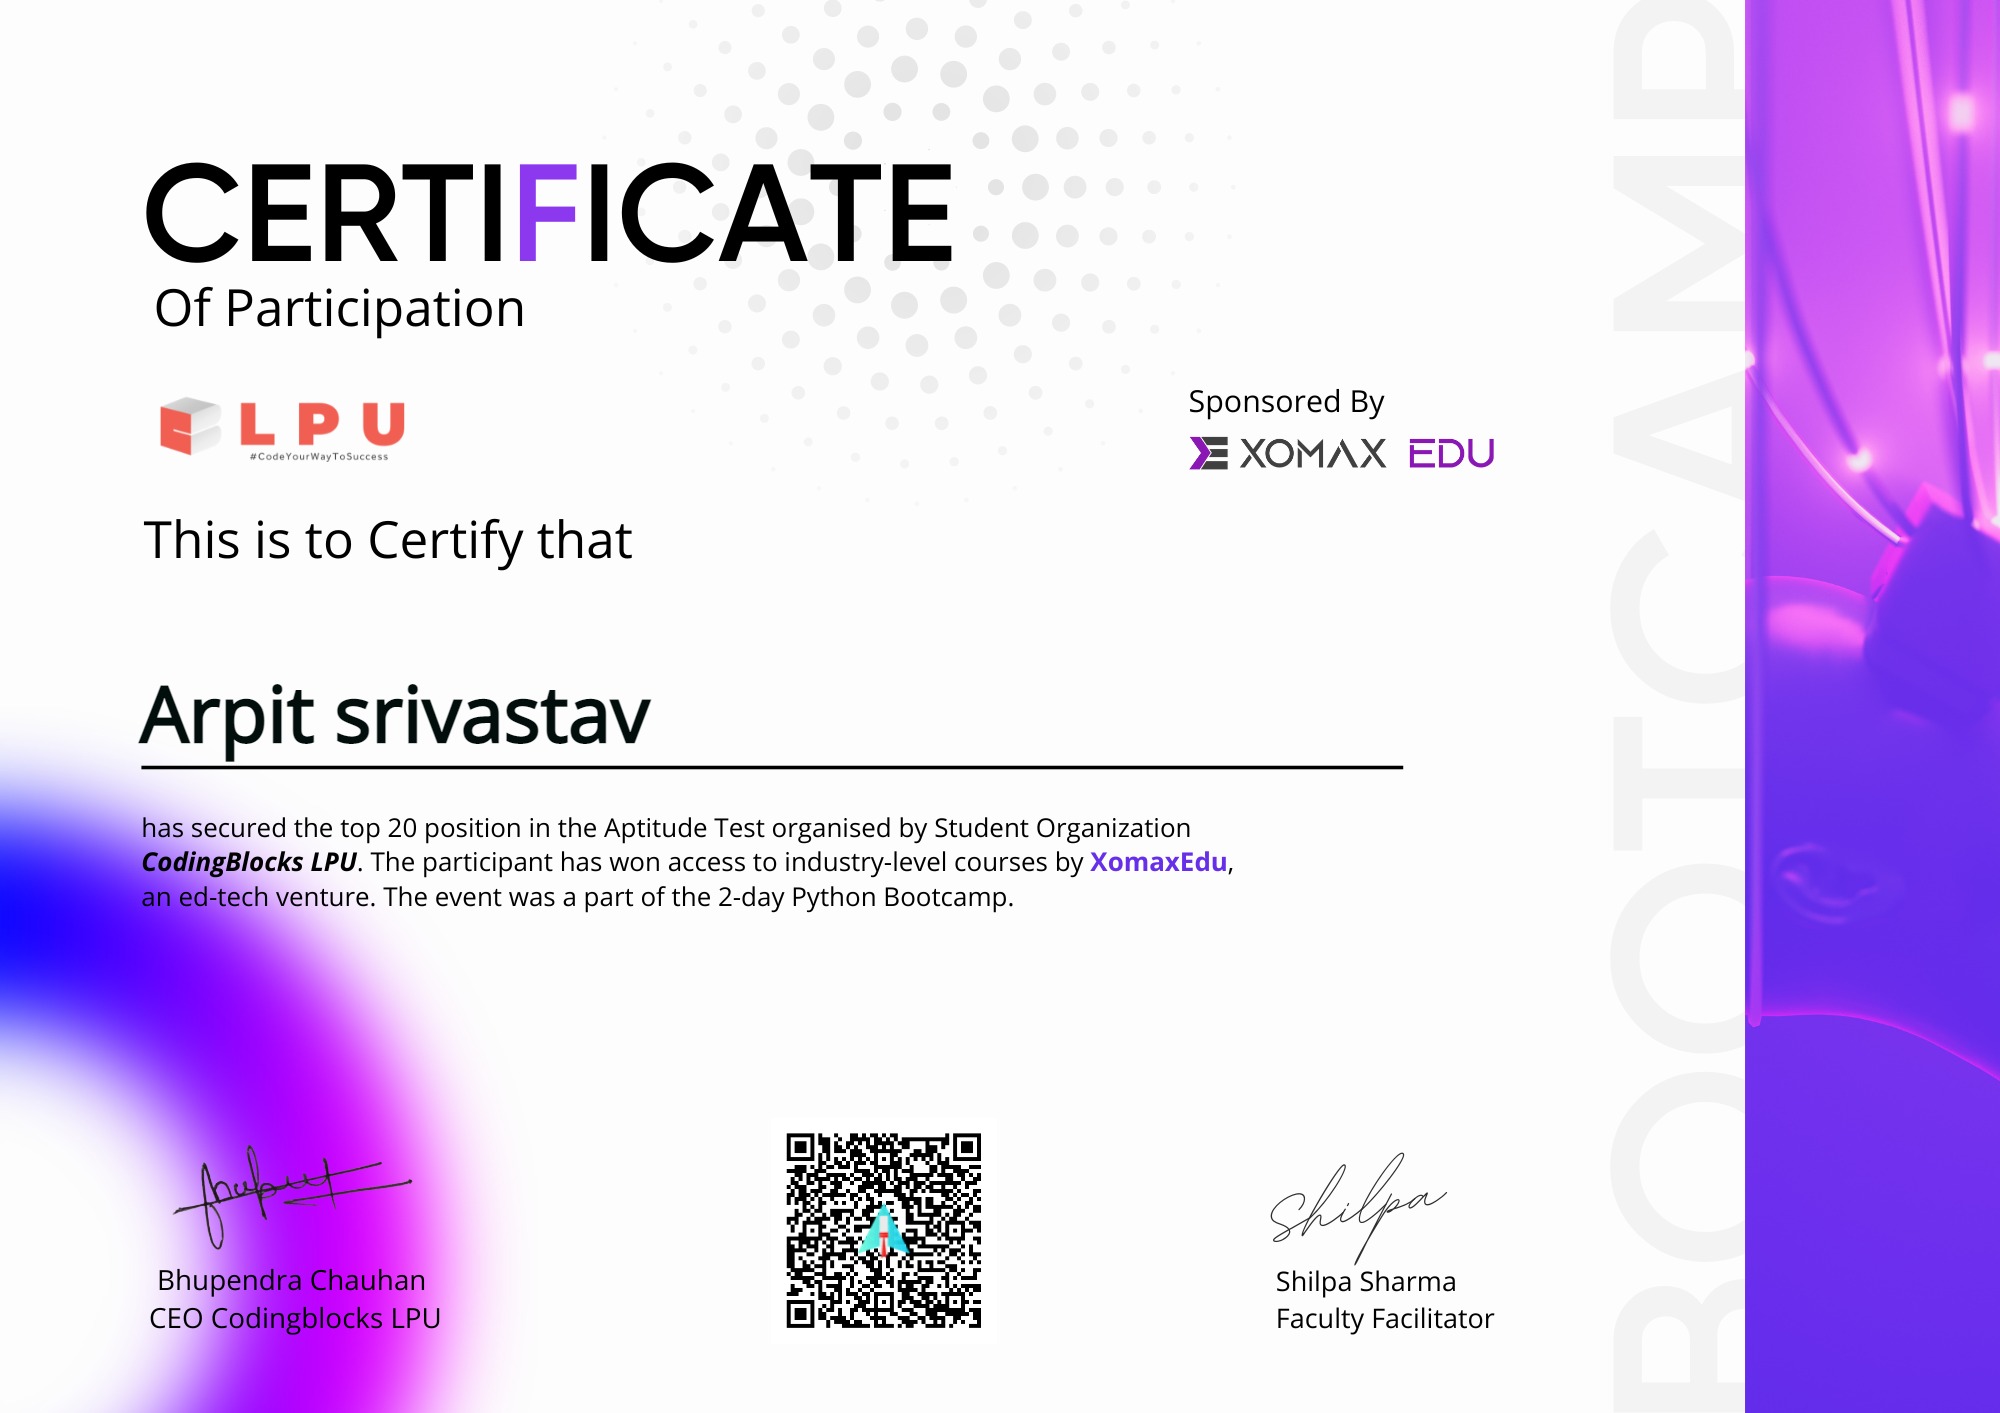 CERTIFICATE
Of Participation
LPU
#CodeYourWayToSuccess
Sponsored By
XOMAX EDU
This is to Certify that
Arpit srivastav
has secured the top 20 position in the Aptitude Test organised by Student Organization
CodingBlocks LPU. The participant has won access to industry-level courses by XomaxEdu,
an ed-tech venture. The event was a part of the 2-day Python Bootcamp.
Bhupendra Chauhan
CEO Codingblocks LPU
Shilpa
Shilpa Sharma
Faculty Facilitator
BOOTCAMP